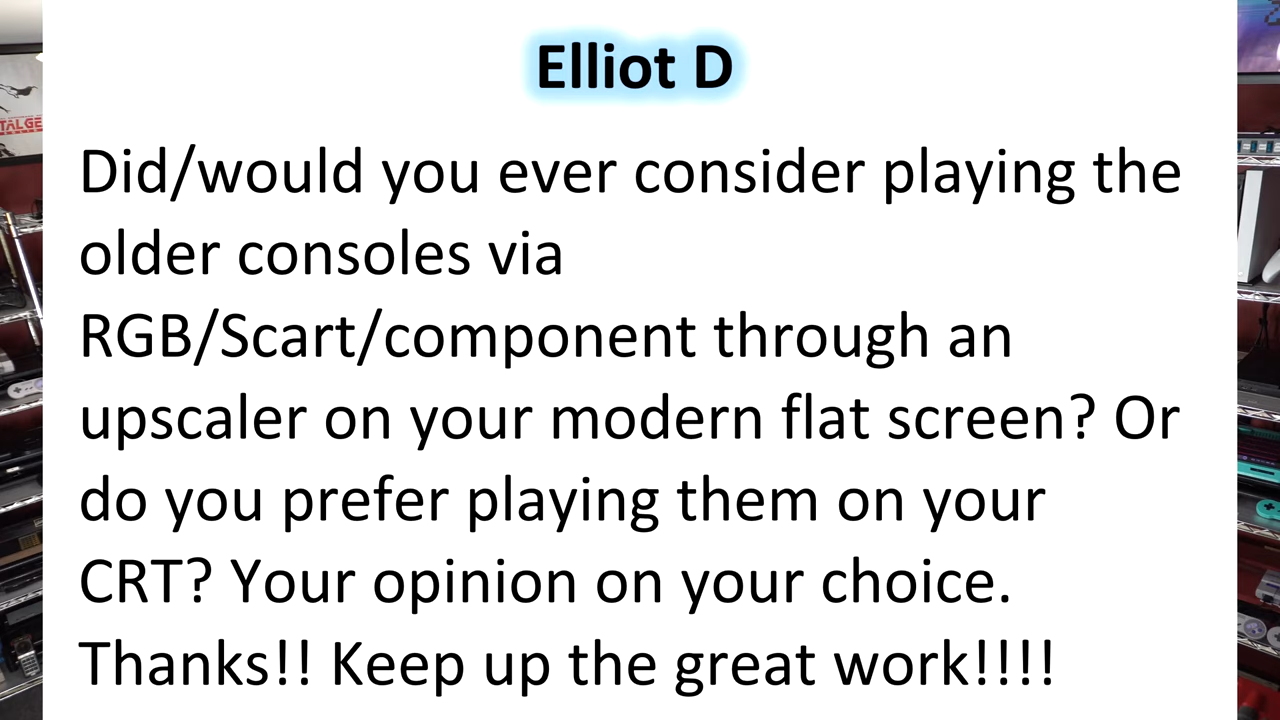 Elliot D
Did/would you ever consider playing the
older consoles via
RGB/Scart/component through an
upscaler on your modern flat screen? Or
do you prefer playing them on your
CRT? Your opinion on your choice.
Thanks!! Keep up the great work!!!!